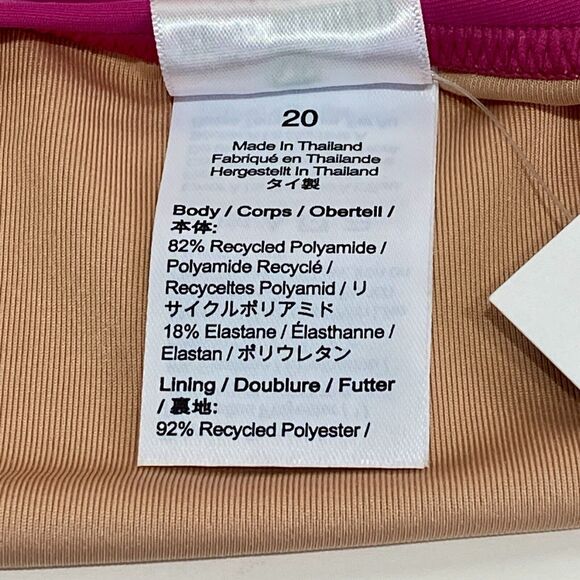 20
Made In Thailand
Fabriqué en Thaïlande
Hergestellt In Thailand
タイ製
Body / Corps / Oberteil /
本体:
82% Recycled Polyamide /
Polyamide Recyclé /
Recyceltes Polyamid / リ
サイクルポリアミド
18% Elastane / Élasthanne /
Elastan / ポリウレタン
Lining / Doublure / Futter
/ 裏地:
92% Recycled Polyester /